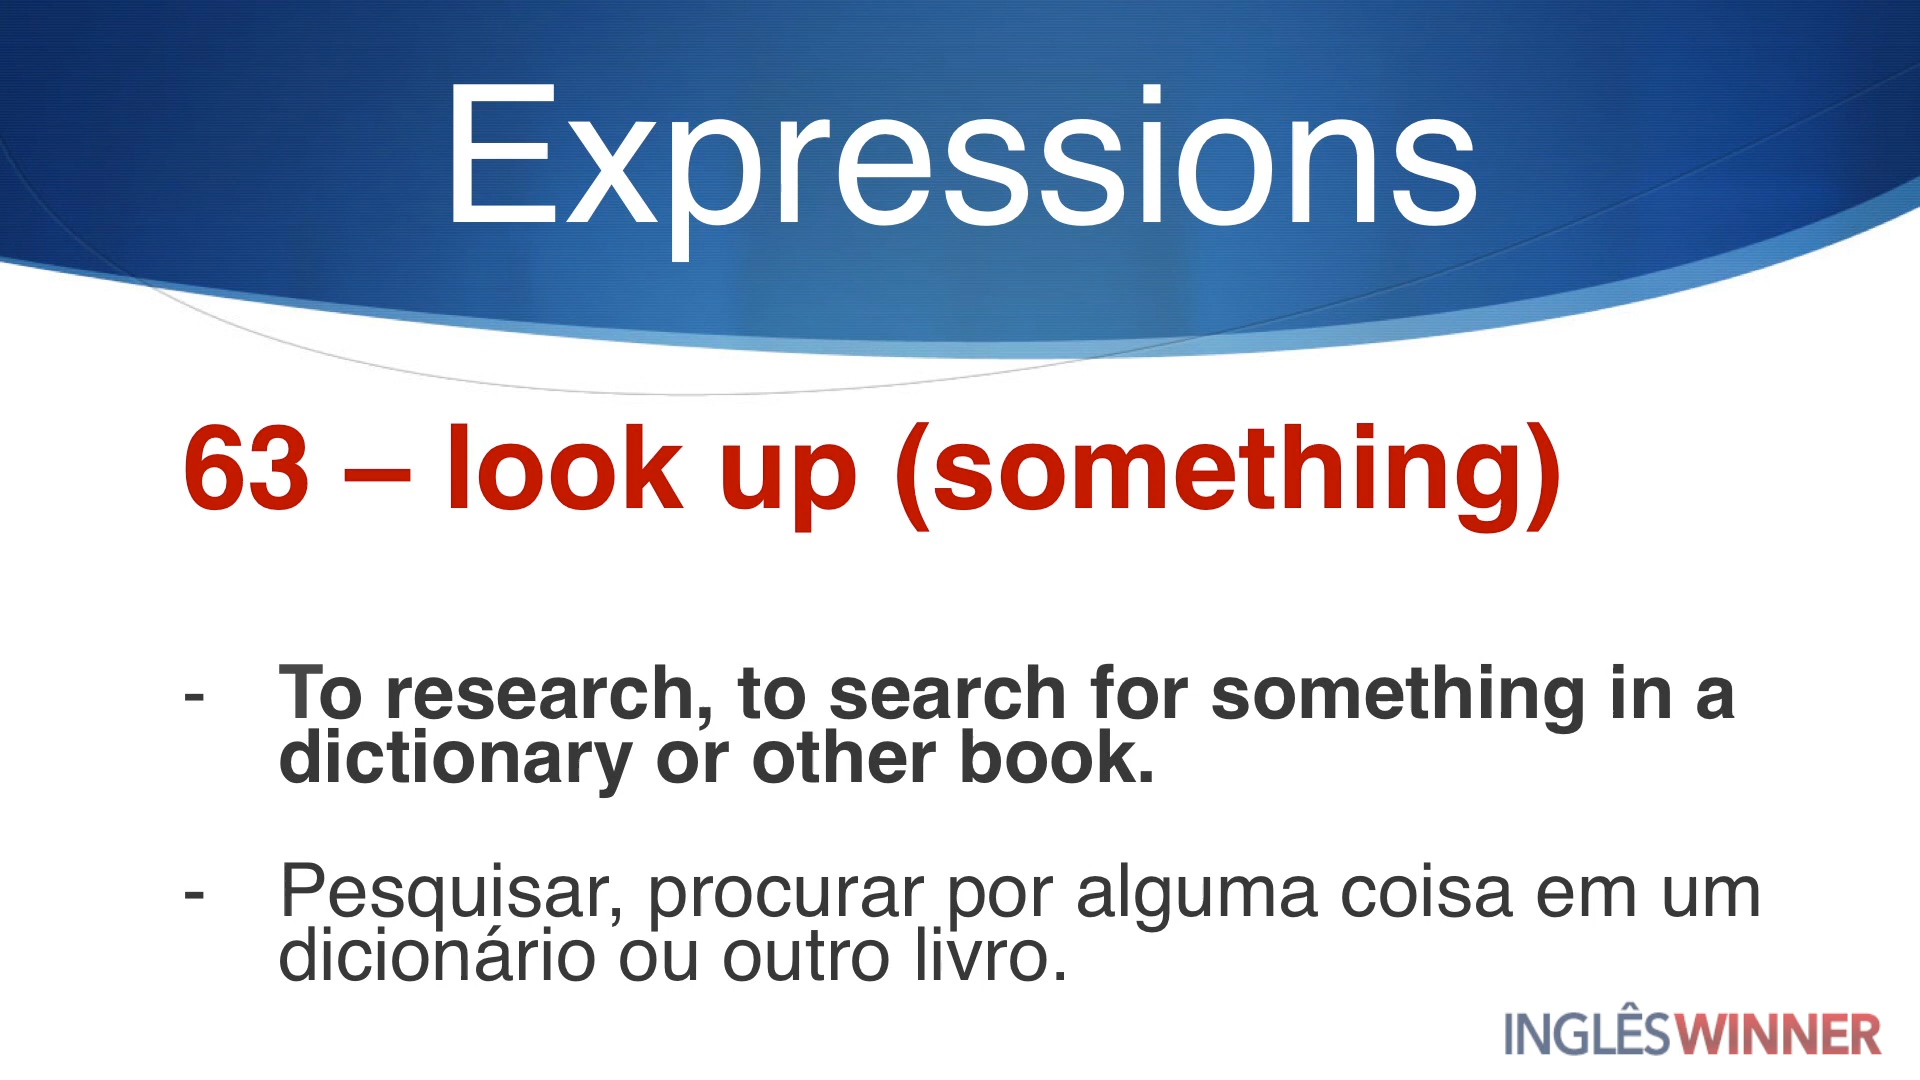 Expressions
63 – look up (something)
- To research, to search for something in a
dictionary or other book.
- Pesquisar, procurar por alguma coisa em um
dicionário ou outro livro.
INGLÊSWINNER